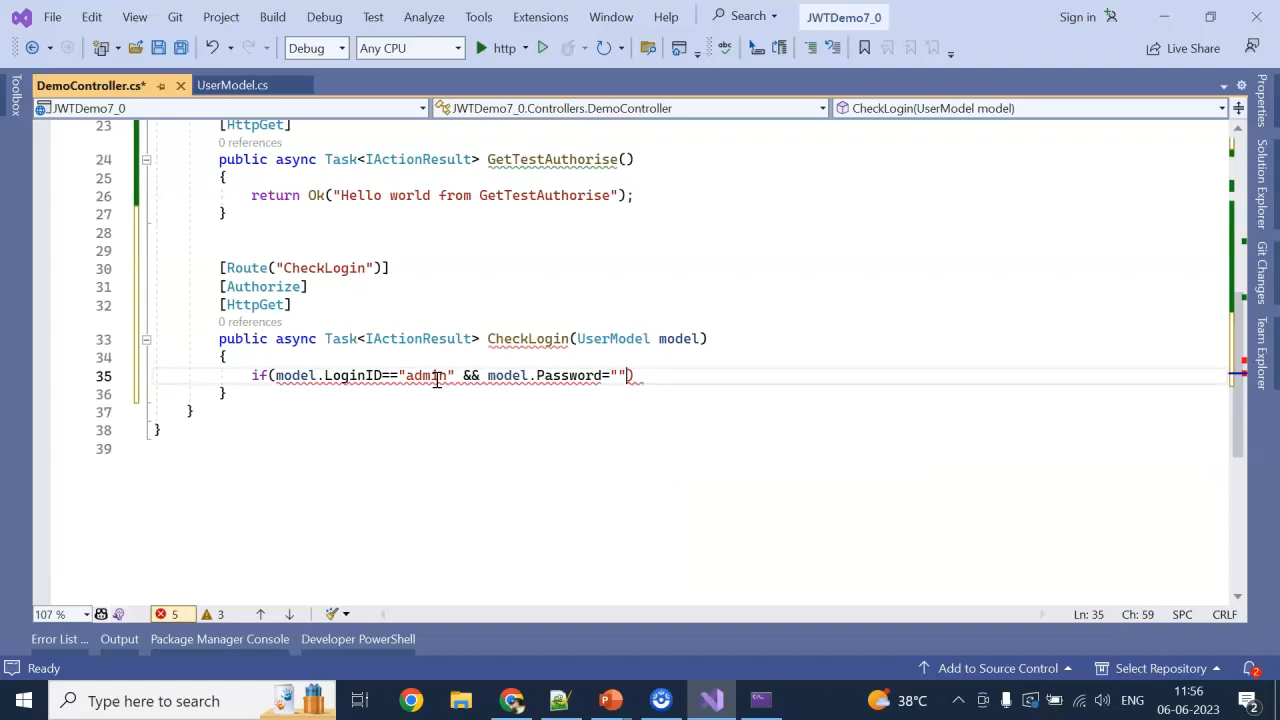 File Edit View Git Project Build Debug Test Analyze Tools Extensions Window Help Search JWTDemo7_0 Sign in
Debug Any CPU http Live Share
DemoController.cs* UserModel.cs
JWTDemo7_0 JWTDemo7_0.Controllers.DemoController CheckLogin(UserModel model)
Toolbox
Properties
Solution Explorer
Git Changes
Team Explorer
23 [HttpGet]
0 references
24 public async Task<IActionResult> GetTestAuthorise()
25 {
26 return Ok("Hello world from GetTestAuthorise");
27 }
28
29
30 [Route("CheckLogin")]
31 [Authorize]
32 [HttpGet]
0 references
33 public async Task<IActionResult> CheckLogin(UserModel model)
34 {
35 if(model.LoginID=="admin" && model.Password="")
36 }
37 }
38 }
39
107 % 5 3 Ln: 35 Ch: 59 SPC CRLF
Error List ... Output Package Manager Console Developer PowerShell
Ready Add to Source Control Select Repository 2
Type here to search 38°C ENG 11:56
06-06-2023 2